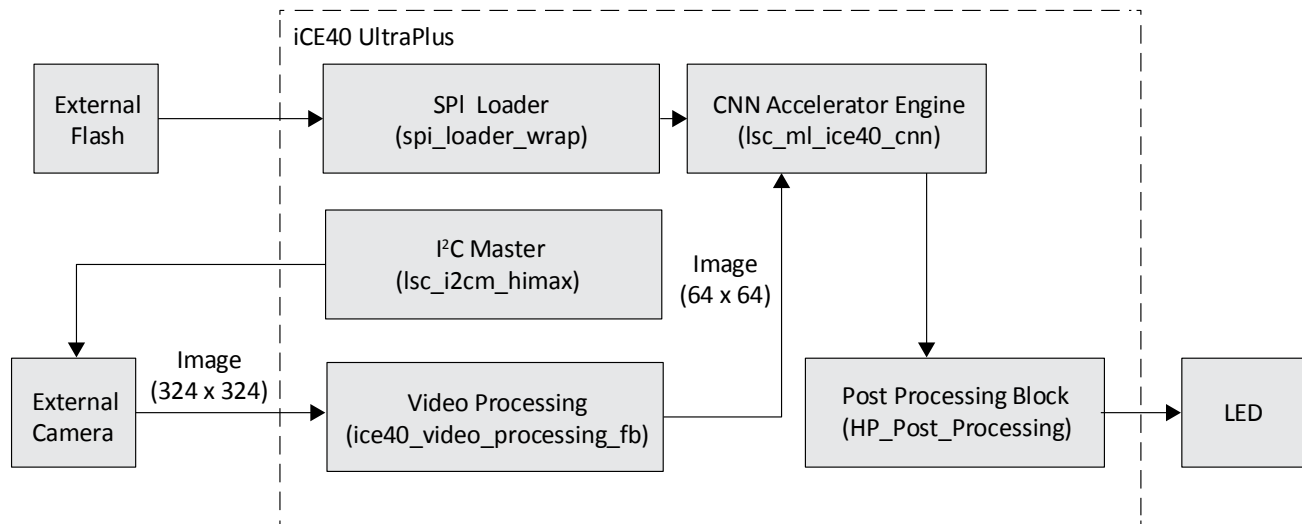 iCE40 UltraPlus
External
Flash
SPI Loader
(spi_loader_wrap)
CNN Accelerator Engine
(lsc_ml_ice40_cnn)
I²C Master
(lsc_i2cm_himax)
Image
(64 x 64)
Image
(324 x 324)
External
Camera
Video Processing
(ice40_video_processing_fb)
Post Processing Block
(HP_Post_Processing)
LED